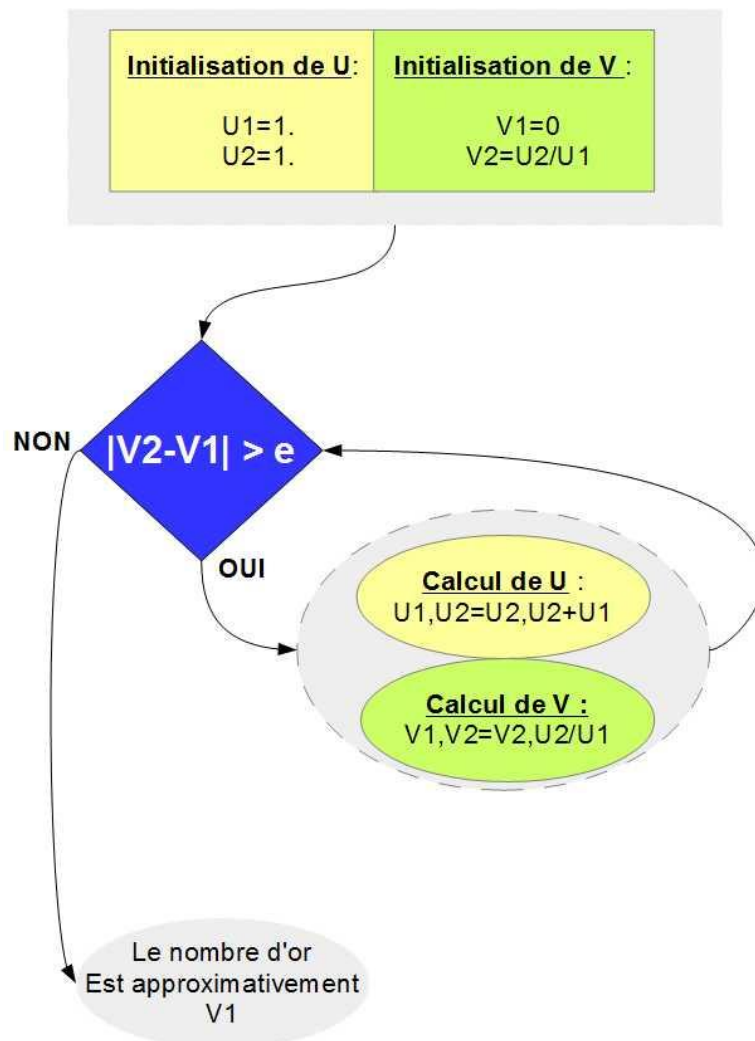 Initialisation de U:
U1=1.
U2=1.
Initialisation de V :
V1=0
V2=U2/U1
|V2-V1| > e
NON
OUI
Calcul de U :
U1,U2=U2,U2+U1
Calcul de V :
V1,V2=V2,U2/U1
Le nombre d'or
Est approximativement
V1